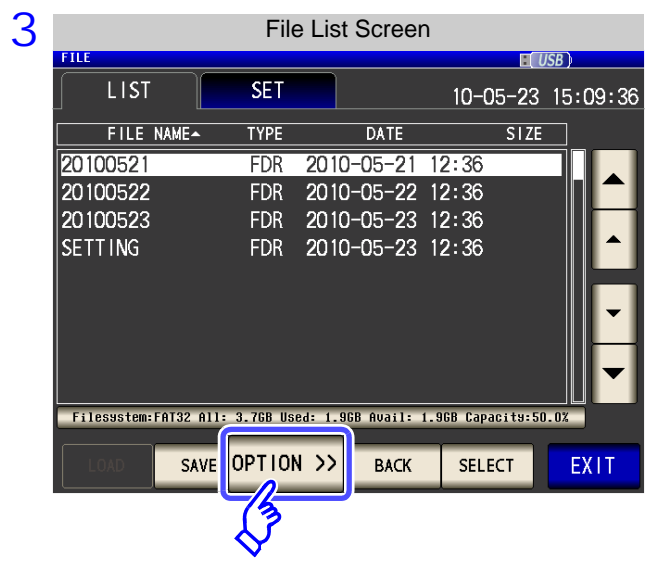 3
File List Screen
FILE USB
LIST SET 10-05-23 15:09:36
FILE NAME▲ TYPE DATE SIZE
20100521 FDR 2010-05-21 12:36
20100522 FDR 2010-05-22 12:36
20100523 FDR 2010-05-23 12:36
SETTING FDR 2010-05-23 12:36
Filesystem:FAT32 All: 3.7GB Used: 1.9GB Avail: 1.9GB Capacity:50.0%
LOAD SAVE OPTION >> BACK SELECT EXIT